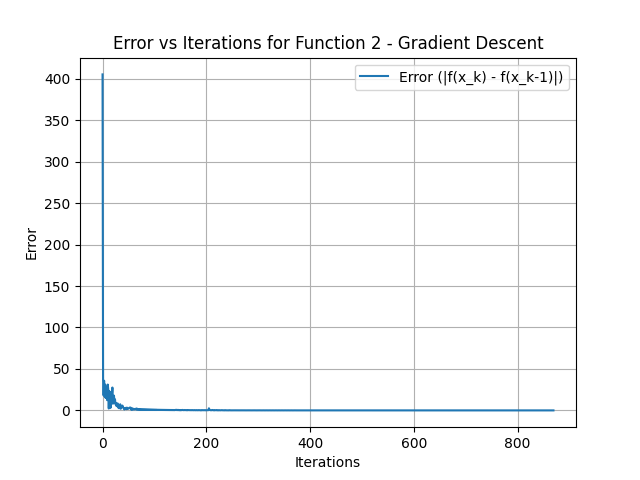 Error vs Iterations for Function 2 - Gradient Descent
Error (|f(x_k) - f(x_k-1)|)
400
350
300
250
200
150
100
50
0
Error
0 200 400 600 800
Iterations